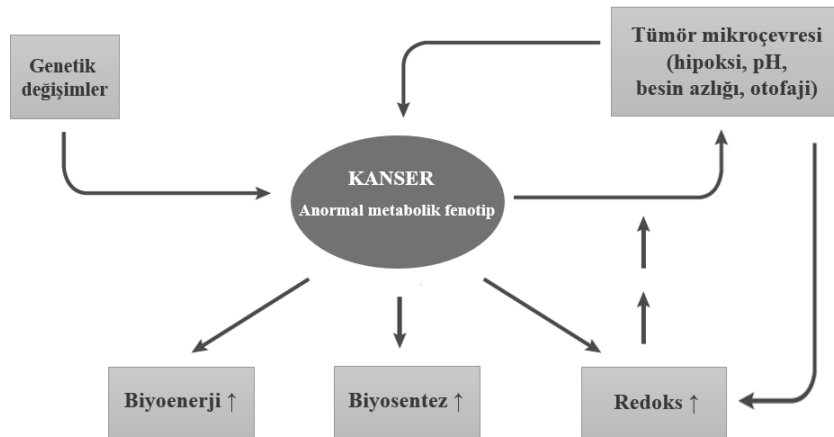 Genetik
değişimler
Tümör mikroçevresi
(hipoksi, pH,
besin azlığı, otofaji)
KANSER
Anormal metabolik fenotip
Biyoenerji ↑
Biyosentez ↑
Redoks ↑